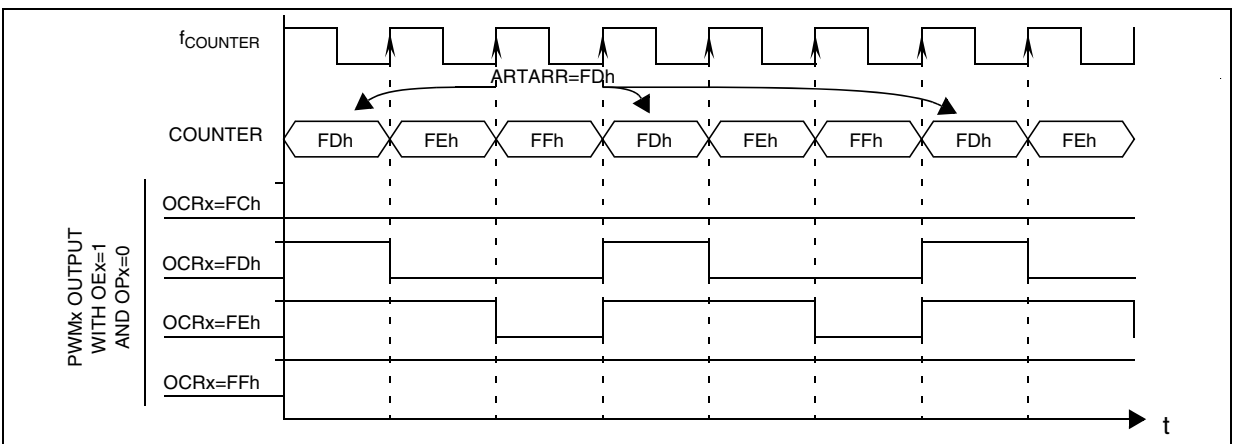 fCOUNTER
ARTARR=FDh
COUNTER
FDh FEh FFh FDh FEh FFh FDh FEh
PWMx OUTPUT
WITH OEx=1
AND OPx=0
OCRx=FCh
OCRx=FDh
OCRx=FEh
OCRx=FFh
t